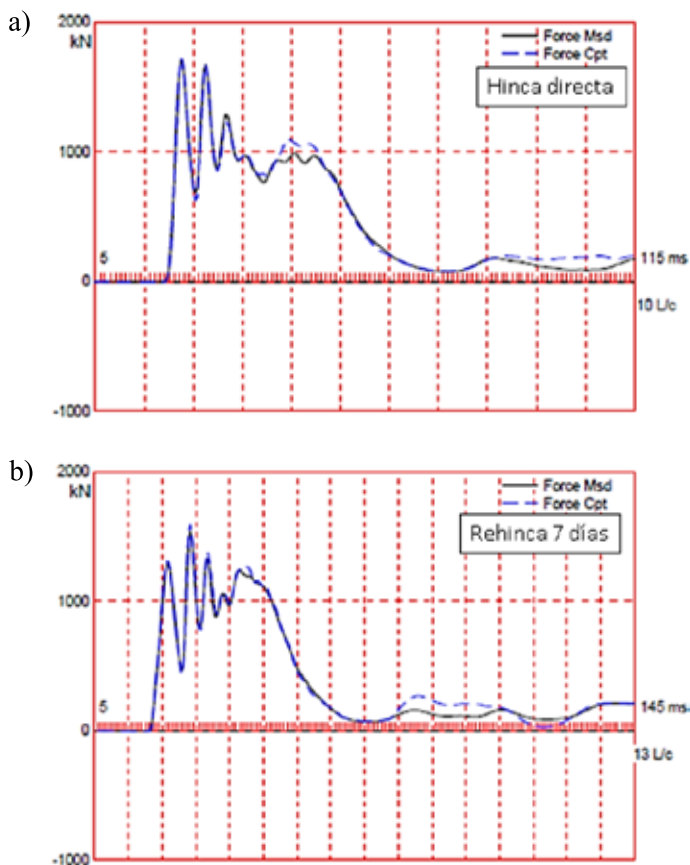 a)
2000
kN
Force Msd
Force Cpt
Hinca directa
1000
5
115 ms
0
10 L/c
-1000
b)
2000
kN
Force Msd
Force Cpt
Rehinca 7 días
1000
5
145 ms
0
13 L/c
-1000